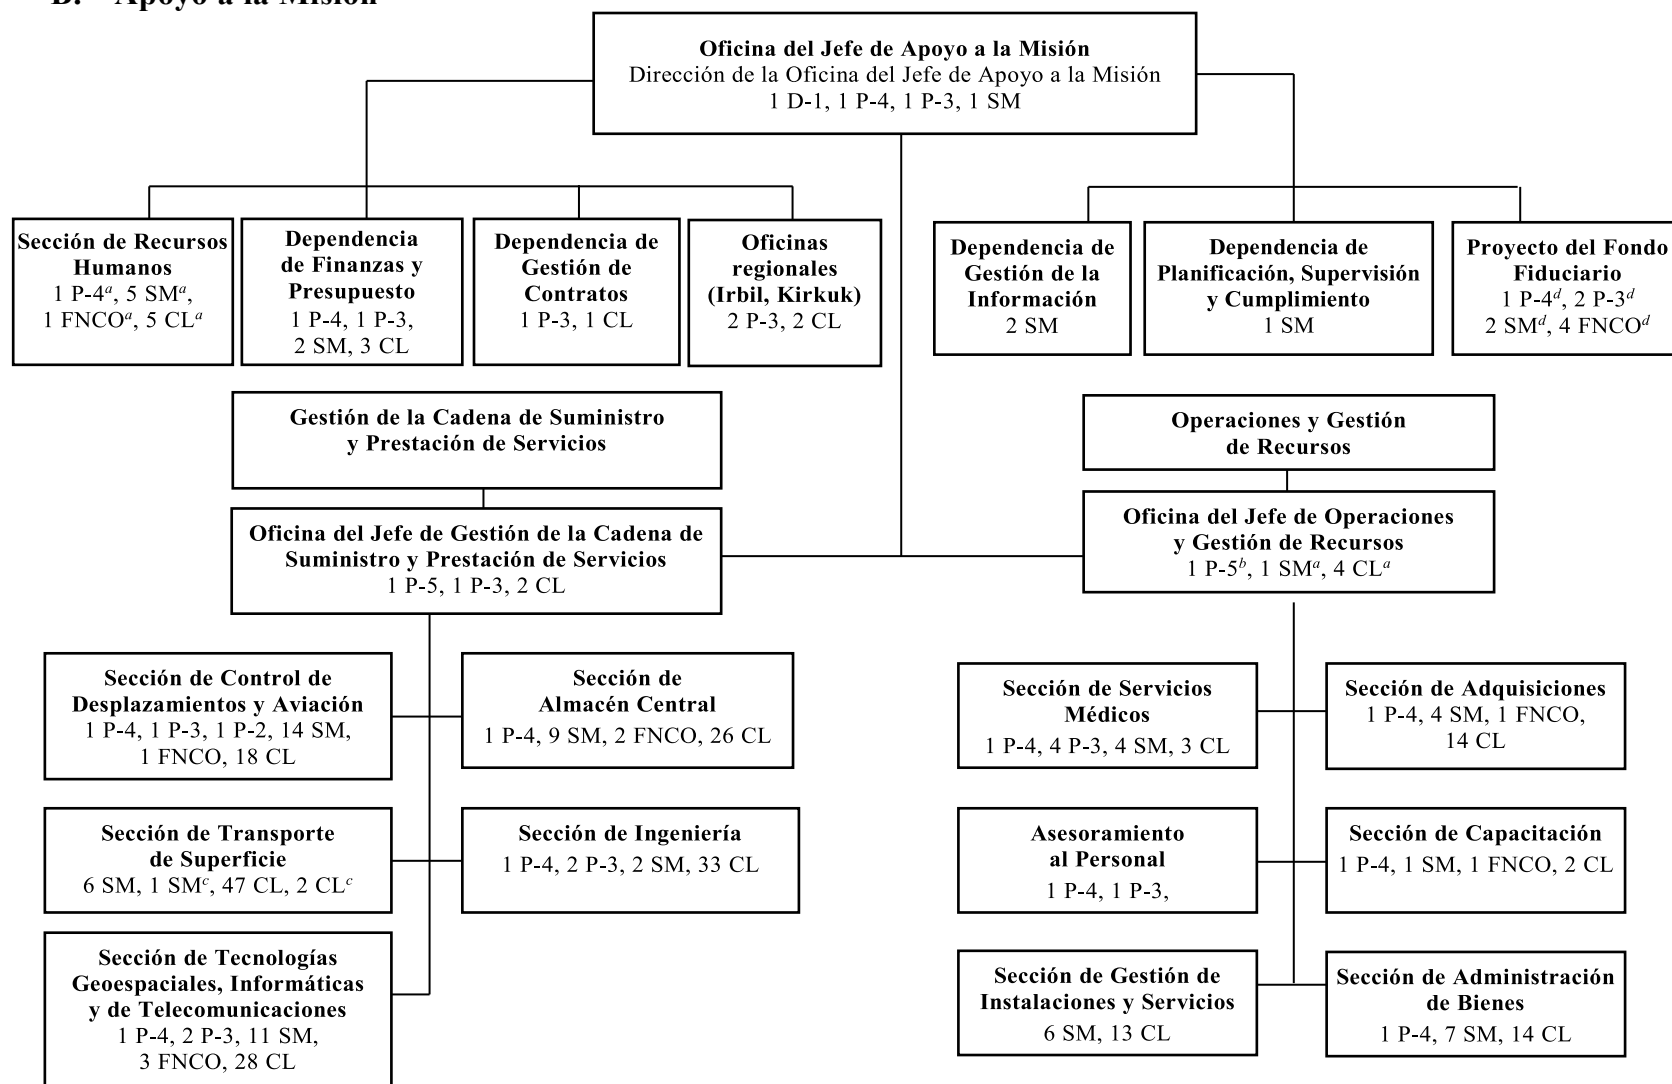 B. Apoyo a la Misión
Oficina del Jefe de Apoyo a la Misión
Dirección de la Oficina del Jefe de Apoyo a la Misión
1 D-1, 1 P-4, 1 P-3, 1 SM
Sección de Recursos
Humanos
1 P-4a, 5 SMa,
1 FNCOa, 5 CLa
Dependencia
de Finanzas y
Presupuesto
1 P-4, 1 P-3,
2 SM, 3 CL
Dependencia de
Gestión de
Contratos
1 P-3, 1 CL
Oficinas
regionales
(Irbil, Kirkuk)
2 P-3, 2 CL
Dependencia de
Gestión de la
Información
2 SM
Dependencia de
Planificación, Supervisión
y Cumplimiento
1 SM
Proyecto del Fondo
Fiduciario
1 P-4d, 2 P-3d
2 SMd, 4 FNCOd
Gestión de la Cadena de Suministro
y Prestación de Servicios
Operaciones y Gestión
de Recursos
Oficina del Jefe de Gestión de la Cadena de
Suministro y Prestación de Servicios
1 P-5, 1 P-3, 2 CL
Oficina del Jefe de Operaciones
y Gestión de Recursos
1 P-5b, 1 SMa, 4 CLa
Sección de Control de
Desplazamientos y Aviación
1 P-4, 1 P-3, 1 P-2, 14 SM,
1 FNCO, 18 CL
Sección de
Almacén Central
1 P-4, 9 SM, 2 FNCO, 26 CL
Sección de Servicios
Médicos
1 P-4, 4 P-3, 4 SM, 3 CL
Sección de Adquisiciones
1 P-4, 4 SM, 1 FNCO,
14 CL
Sección de Transporte
de Superficie
6 SM, 1 SMc, 47 CL, 2 CLc
Sección de Ingeniería
1 P-4, 2 P-3, 2 SM, 33 CL
Asesoramiento
al Personal
1 P-4, 1 P-3,
Sección de Capacitación
1 P-4, 1 SM, 1 FNCO, 2 CL
Sección de Tecnologías
Geoespaciales, Informáticas
y de Telecomunicaciones
1 P-4, 2 P-3, 11 SM,
3 FNCO, 28 CL
Sección de Gestión de
Instalaciones y Servicios
6 SM, 13 CL
Sección de Administración
de Bienes
1 P-4, 7 SM, 14 CL